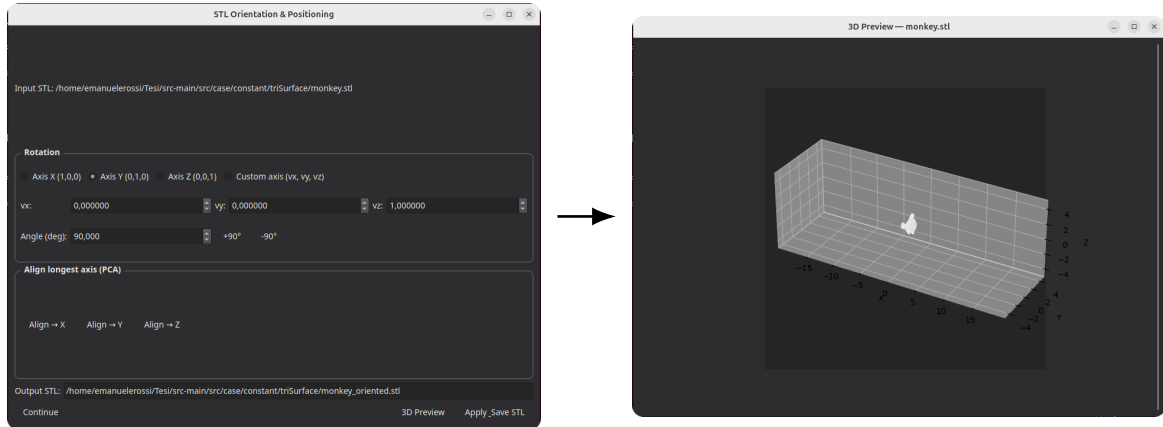 STL Orientation & Positioning
Input STL: /home/emanuelerossi/Tesi/src-main/src/case/constant/triSurface/monkey.stl
Rotation
Axis X (1,0,0) Axis Y (0,1,0) Axis Z (0,0,1) Custom axis (vx, vy, vz)
vx: 0,000000 vy: 0,000000 vz: 1,000000
Angle (deg): 90,000 +90° -90°
Align longest axis (PCA)
Align → X Align → Y Align → Z
Output STL: /home/emanuelerossi/Tesi/src-main/src/case/constant/triSurface/monkey_oriented.stl
Continue 3D Preview Apply_Save STL
3D Preview — monkey.stl
−15 −10 −5 0 5 10 15
X
−4 −2 0 2 4
Y
4 2 0 −2 −4
Z